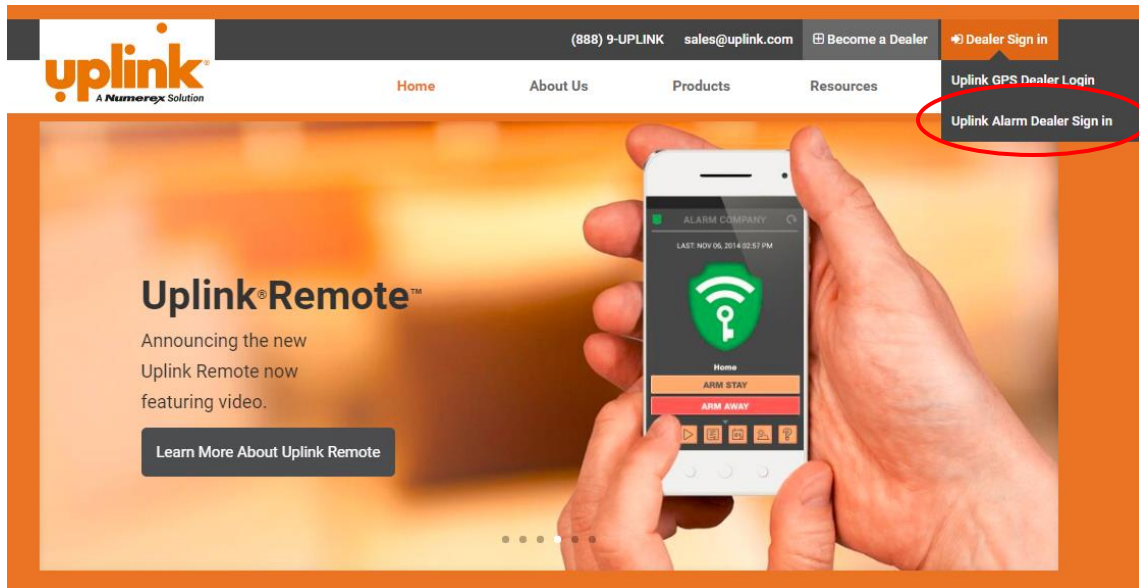 (888) 9-UPLINK sales@uplink.com Become a Dealer Dealer Sign in
uplink®
A Numerex Solution
Home About Us Products Resources
Uplink GPS Dealer Login
Uplink Alarm Dealer Sign in
ALARM COMPANY
LAST: NOV 06, 2014 02:57 PM
Home
ARM STAY
ARM AWAY
Uplink® Remote™
Announcing the new
Uplink Remote now
featuring video.
Learn More About Uplink Remote